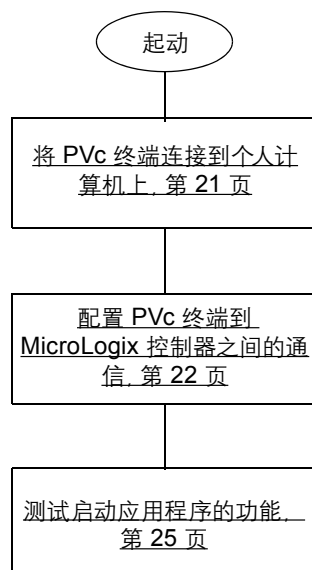 起动
将 PVc 终端连接到个人计
算机上, 第 21 页
配置 PVc 终端到
MicroLogix 控制器之间的通
信, 第 22 页
测试启动应用程序的功能,
第 25 页